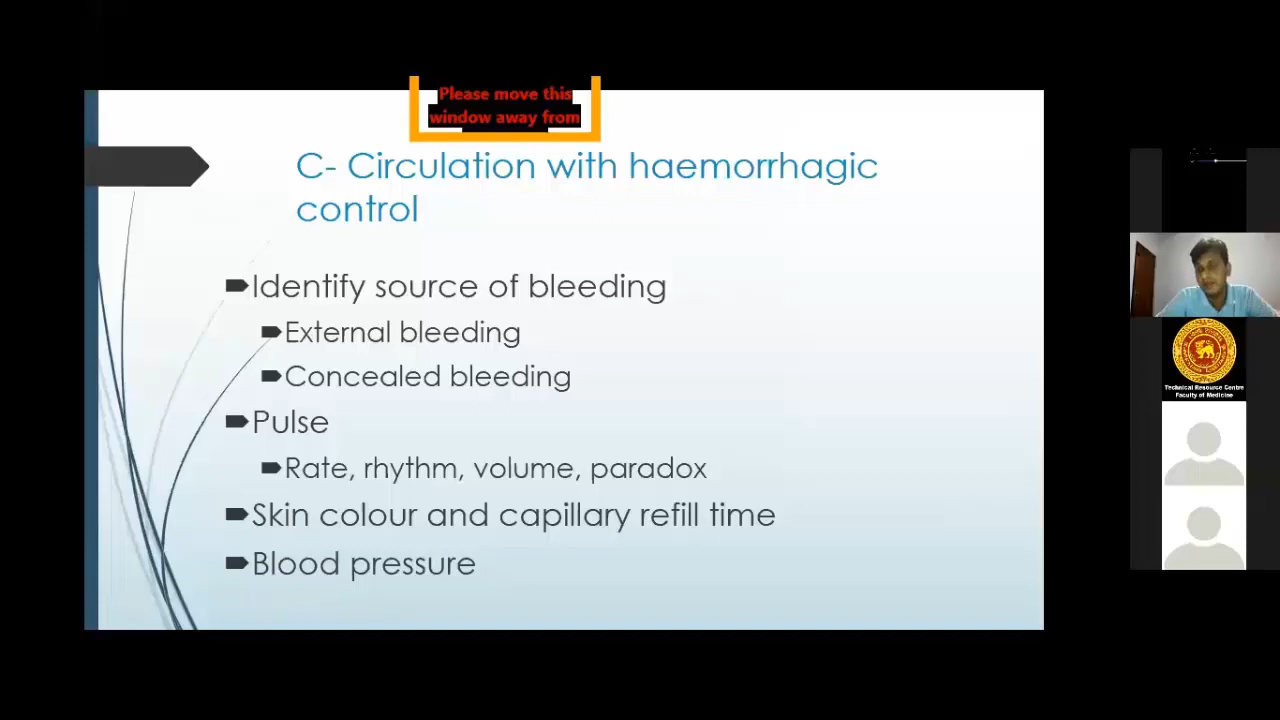 Please move this
window away from
C- Circulation with haemorrhagic
control
Identify source of bleeding
External bleeding
Concealed bleeding
Pulse
Rate, rhythm, volume, paradox
Skin colour and capillary refill time
Blood pressure
Technical Resource Centre
Faculty of Medicine